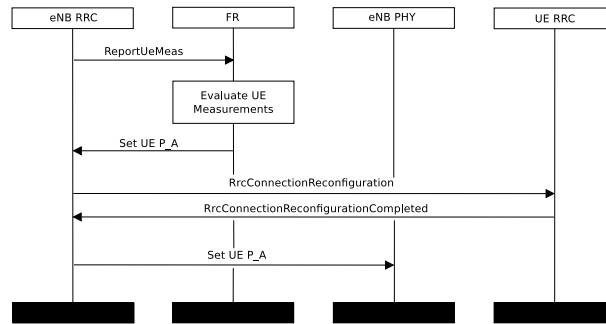 eNB RRC
FR
eNB PHY
UE RRC
ReportUeMeas
Evaluate UE
Measurements
Set UE P_A
RrcConnectionReconfiguration
RrcConnectionReconfigurationCompleted
Set UE P_A